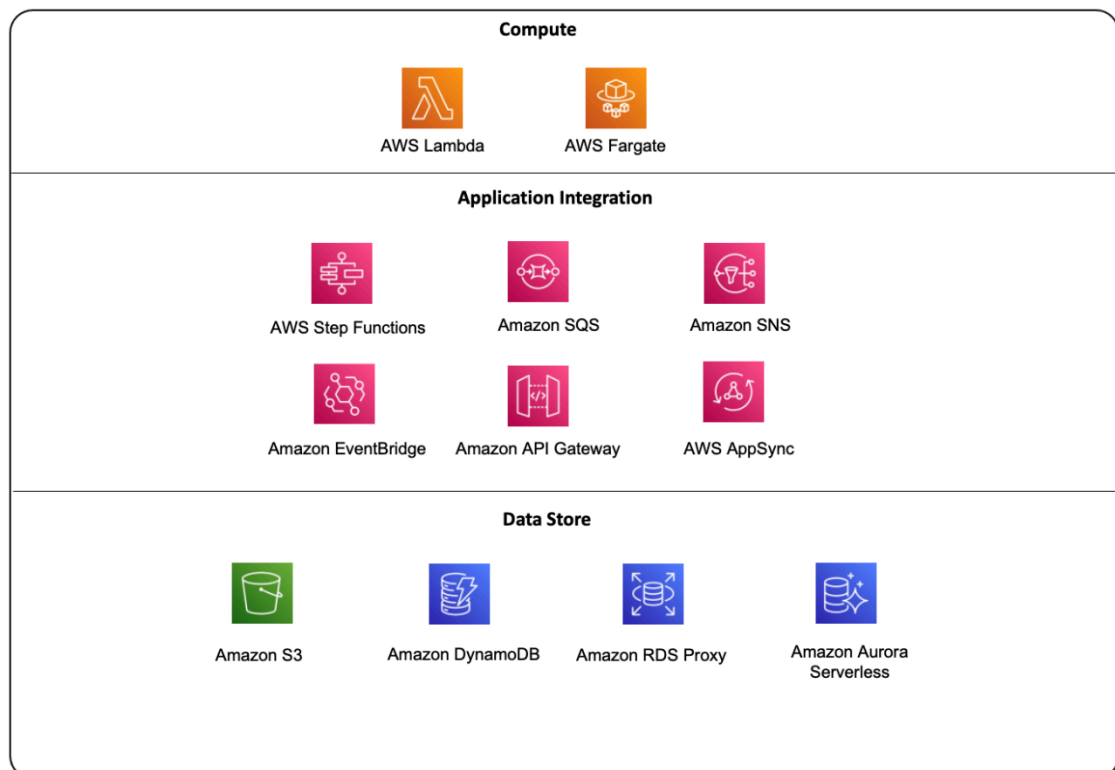 Compute
AWS Lambda
AWS Fargate
Application Integration
AWS Step Functions
Amazon SQS
Amazon SNS
Amazon EventBridge
Amazon API Gateway
</>
AWS AppSync
Data Store
Amazon S3
Amazon DynamoDB
Amazon RDS Proxy
Amazon Aurora
Serverless